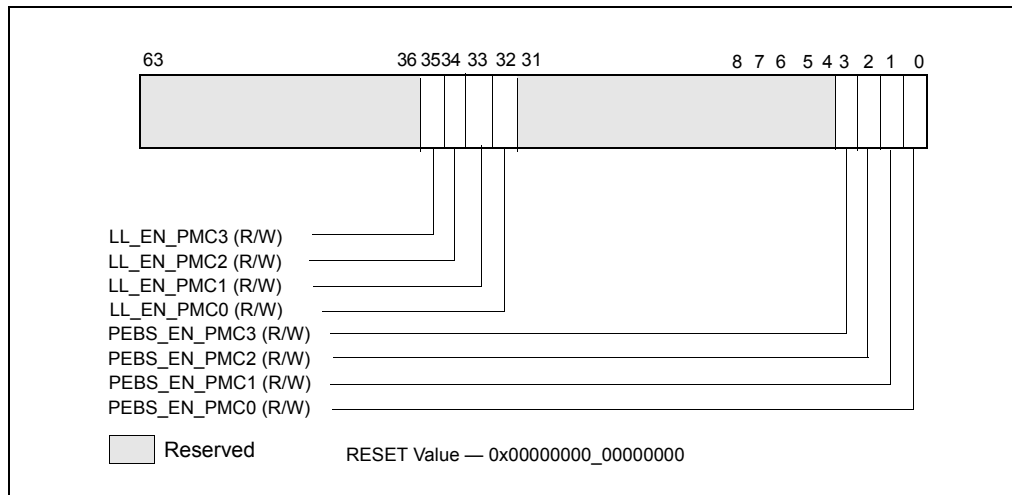 63 36 35 34 33 32 31 8 7 6 5 4 3 2 1 0
LL_EN_PMC3 (R/W)
LL_EN_PMC2 (R/W)
LL_EN_PMC1 (R/W)
LL_EN_PMC0 (R/W)
PEBS_EN_PMC3 (R/W)
PEBS_EN_PMC2 (R/W)
PEBS_EN_PMC1 (R/W)
PEBS_EN_PMC0 (R/W)
Reserved RESET Value — 0x00000000_00000000